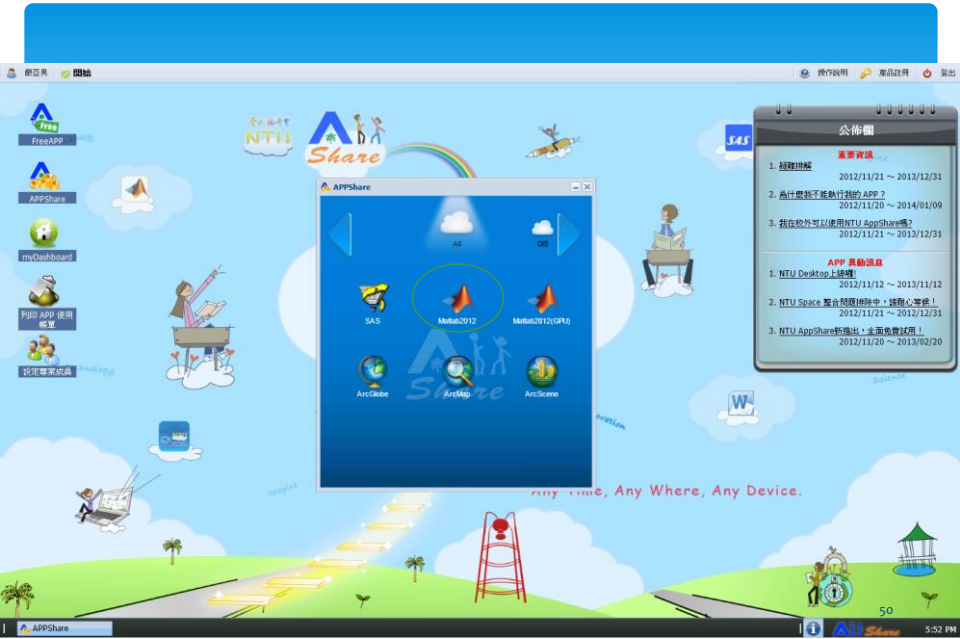 開始
操作說明
產品註冊
登出
FreeAPP
APPShare
myDashboard
列印 APP 使用
帳單
設定專案成員
NTU
Share
SAS
W
APPShare
All
GIS
SAS
Matlab2012
Matlab2012(GPU)
ArcGlobe
ArcMap
ArcScene
Share
公佈欄
重要資訊
1. 疑難排解
2012/11/21 ～ 2013/12/31
2. 為什麼我不能執行我的 APP ?
2012/11/20 ～ 2014/01/09
3. 我在校外可以使用NTU AppShare嗎?
2012/11/21 ～ 2013/12/31
APP 異動訊息
1. NTU Desktop上線囉!
2012/11/12 ～ 2013/11/12
2. NTU Space 整合問題排除中，請耐心等候！
2012/11/21 ～ 2012/12/31
3. NTU AppShare新推出，全面免費試用！
2012/11/20 ～ 2013/02/20
Science
inspire
Any Time, Any Where, Any Device.
50
APPShare
Share
5:52 PM